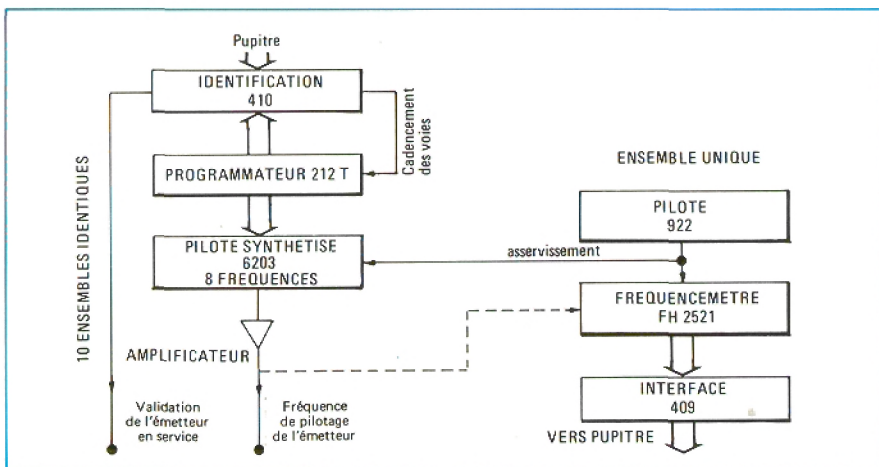 Pupitre
IDENTIFICATION
410
Cadencement
des voies
PROGRAMMATEUR 212 T
PILOTE SYNTHETISE
6203
8 FREQUENCES
AMPLIFICATEUR
10 ENSEMBLES IDENTIQUES
Validation
de l'émetteur
en service
Fréquence
de pilotage
de l'émetteur
asservissement
ENSEMBLE UNIQUE
PILOTE
922
FREQUENCEMETRE
FH 2521
INTERFACE
409
VERS PUPITRE